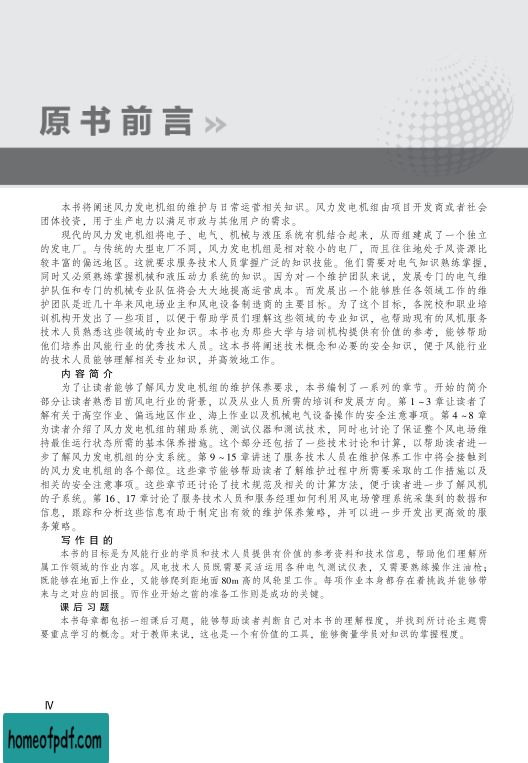 原书前言
本书将阐述风力发电机组的维护与日常运营相关知识。风力发电机组由项目开发商或者社会
团体投资，用于生产电力以满足市政与其他用户的需求。
现代的风力发电机组将电子、电气、机械与液压系统有机结合起来，从而组建成了一个独立
的发电厂。与传统的大型电厂不同，风力发电机组是相对较小的电厂，而且往往地处于风资源比
较丰富的偏远地区。这就要求服务技术人员掌握广泛的知识技能。他们需要对电气知识熟练掌握，
同时又必须熟练掌握机械和液压动力系统的知识。因为对一个维护团队来说，发展专门的电气维
护队伍和专门的机械专业队伍将会大大地提高运营成本。而发展出一个能够胜任各领域工作的维
护团队是近几十年来风电场业主和风电设备制造商的主要目标。为了这个目标，各院校和职业培
训机构开发出了一些项目，以便于帮助学员们理解这些领域的专业知识，也帮助现有的风机服务
技术人员熟悉这些领域的专业知识。本书也为那些大学与培训机构提供有价值的参考，能够帮助
他们培养出风能行业的优秀技术人员。这本书将阐述技术概念和必要的安全知识，便于风能行业
的技术人员能够理解相关专业知识，并高效地工作。
内容简介
为了让读者能够了解风力发电机组的维护保养要求，本书编制了一系列的章节。开始的简介
部分让读者熟悉目前风电行业的背景，以及从业人员所需的培训和发展方向。第 1 ~ 3 章让读者了
解有关于高空作业、偏远地区作业、海上作业以及机械电气设备操作的安全注意事项。第 4 ~ 8 章
为读者介绍了风力发电机组的辅助系统、测试仪器和测试技术，同时也讨论了保证整个风电场维
持最佳运行状态所需的基本保养措施。这个部分还包括了一些技术讨论和计算，以帮助读者进一
步了解风力发电机组的分支系统。第 9 ~ 15 章讲述了服务技术人员在维护保养工作中将会接触到
的风力发电机组的各个部位。这些章节能够帮助读者了解维护过程中所需要采取的工作措施以及
相关的安全注意事项。这些章节还讨论了技术规范及相关的计算方法，便于读者进一步了解风机
的子系统。第 16、17 章讨论了服务技术人员和服务经理如何利用风电场管理系统采集到的数据和
信息，跟踪和分析这些信息有助于制定出有效的维护保养策略，并可以进一步开发出更高效的服
务策略。
写作目的
本书的目标是为风能行业的学员和技术人员提供有价值的参考资料和技术信息，帮助他们理解所
属工作领域的作业内容。风电技术人员既需要灵活运用各种电气测试仪表，又需要熟练操作注油枪；
既能够在地面上作业，又能够爬到距地面 80m 高的风轮里工作。每项作业本身都存在着挑战并能够带
来与之对应的回报。而作业开始之前的准备工作则是成功的关键。
课后习题
本书每章都包括一组课后习题，能够帮助读者判断自己对本书的理解程度，并找到所讨论主题需
要重点学习的概念。对于教师来说，这也是一个有价值的工具，能够衡量学员对知识的掌握程度。
Ⅳ
homeofpdf.com